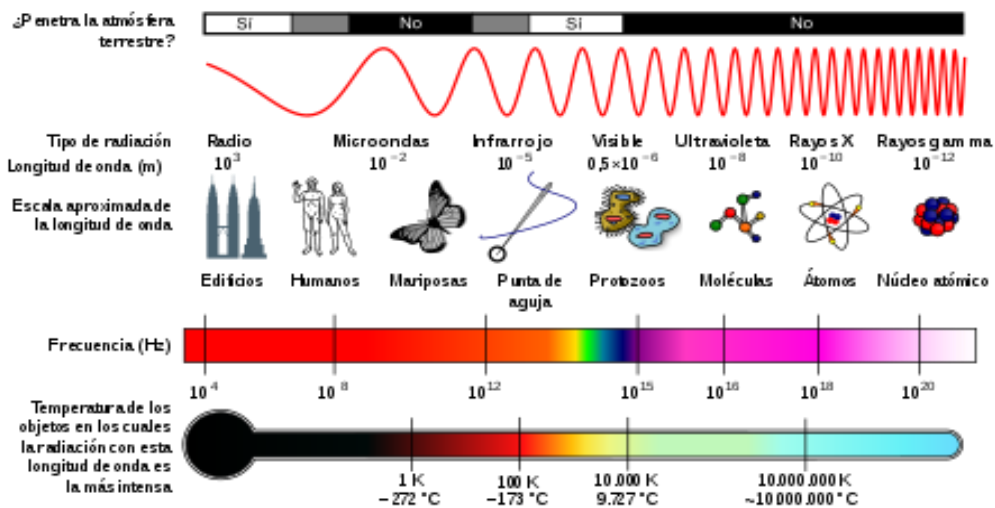 ¿Penetra la atmósfera
terrestre?
Sí No Sí No
Tipo de radiación Radio Microondas Infrarrojo Visible Ultravioleta Rayos X Rayos gamma
Longitud de onda (m) 10³ 10⁻² 10⁻⁵ 0,5×10⁻⁶ 10⁻⁸ 10⁻¹⁰ 10⁻¹²
Escala aproximada de
la longitud de onda
Edificios Humanos Mariposas Punta de aguja Protozoos Moléculas Átomos Núcleo atómico
Frecuencia (Hz)
10⁴ 10⁸ 10¹² 10¹⁵ 10¹⁶ 10¹⁸ 10²⁰
Temperatura de los
objetos en los cuales
la radiación con esta
longitud de onda es
la más intensa
1 K 100 K 10.000 K 10.000.000 K
−272 °C −173 °C 9.727 °C ~10.000.000 °C